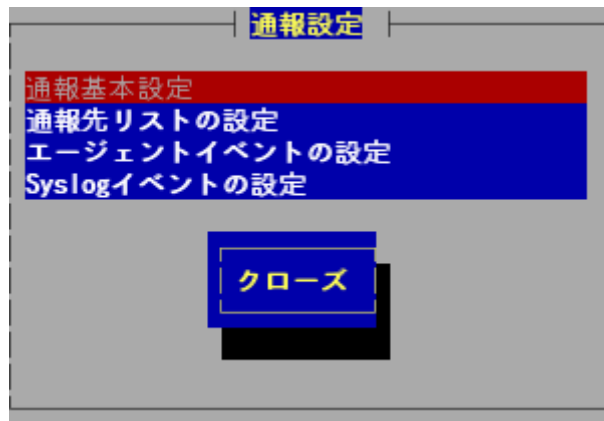 通報設定
通報基本設定
通報先リストの設定
エージェントイベントの設定
Syslogイベントの設定
クローズ